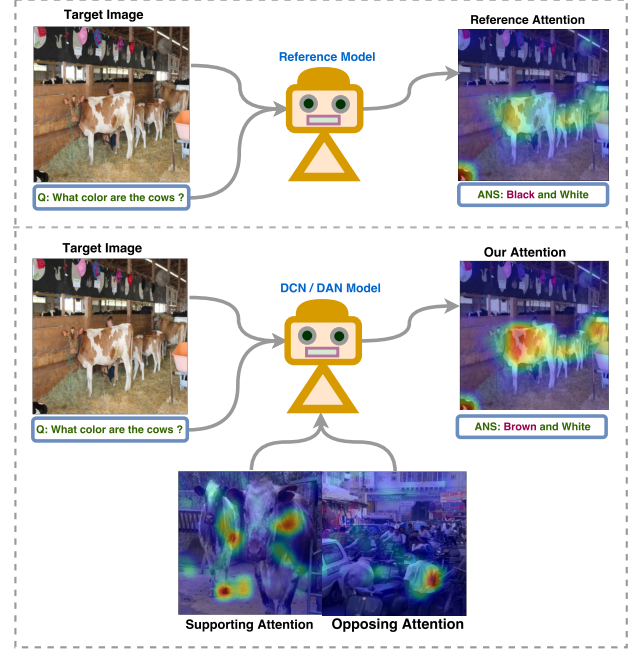 Target Image
Reference Attention
Reference Model
Q: What color are the cows ?
ANS: Black and White
Target Image
Our Attention
DCN / DAN Model
Q: What color are the cows ?
ANS: Brown and White
Supporting Attention
Opposing Attention